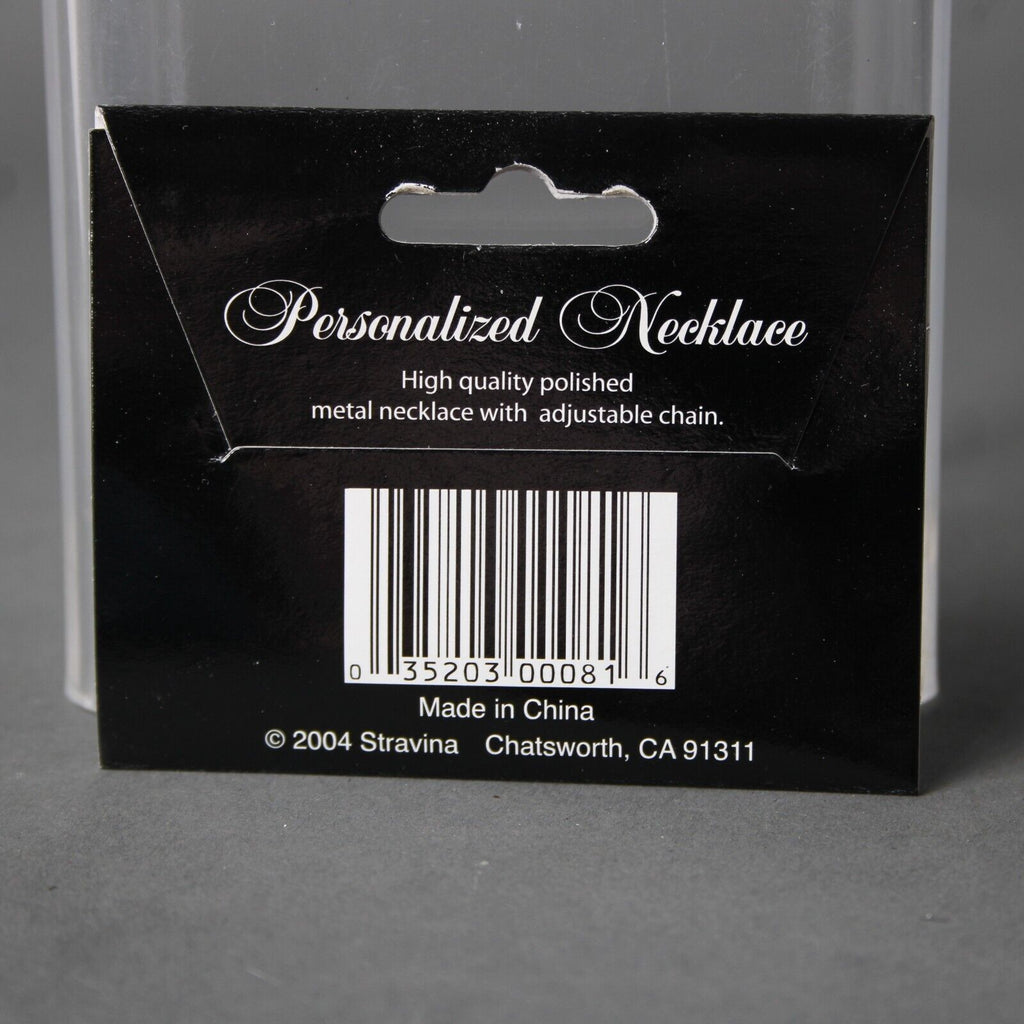 Personalized Necklace
High quality polished
metal necklace with adjustable chain.
0 35203 00081 6
Made in China
© 2004 Stravina Chatsworth, CA 91311